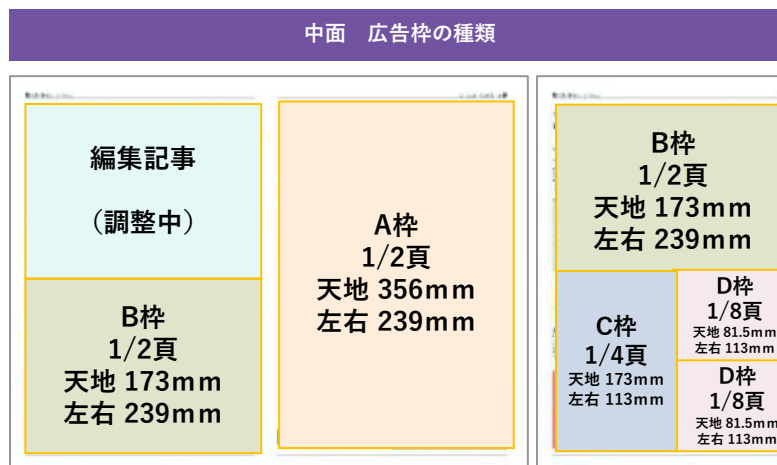 中面　広告枠の種類
編集記事
（調整中）
B枠
1/2頁
天地 173mm
左右 239mm
A枠
1/2頁
天地 356mm
左右 239mm
B枠
1/2頁
天地 173mm
左右 239mm
C枠
1/4頁
天地 173mm
左右 113mm
D枠
1/8頁
天地 81.5mm
左右 113mm
D枠
1/8頁
天地 81.5mm
左右 113mm